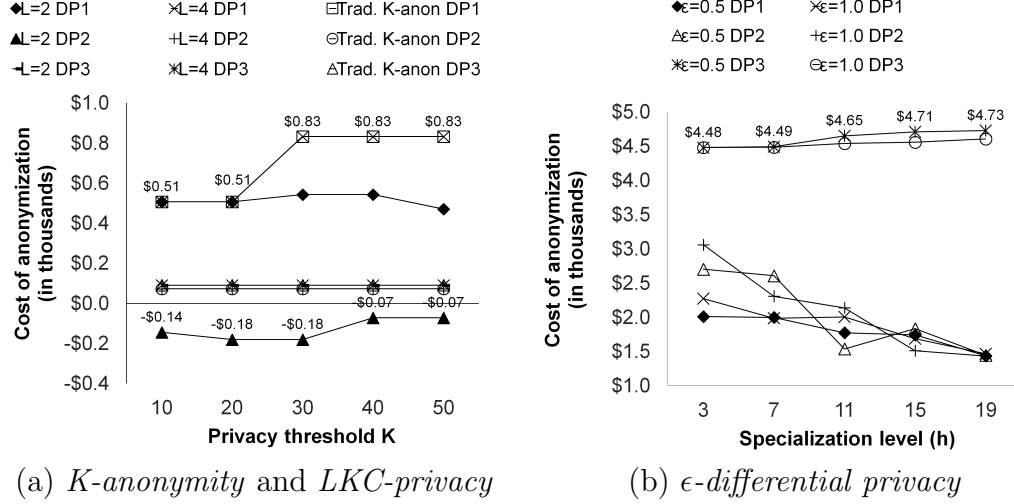 L=2 DP1 L=4 DP1 Trad. K-anon DP1
L=2 DP2 L=4 DP2 Trad. K-anon DP2
L=2 DP3 L=4 DP3 Trad. K-anon DP3
Cost of anonymization
(in thousands)
$1.0
$0.8
$0.6
$0.4
$0.2
$0.0
-$0.2
-$0.4
$0.51
$0.51
$0.83
$0.83
$0.83
-$0.14
-$0.18
-$0.18
-$0.07
-$0.07
10 20 30 40 50
Privacy threshold K
(a) K-anonymity and LKC-privacy
ε=0.5 DP1 ε=1.0 DP1
ε=0.5 DP2 ε=1.0 DP2
ε=0.5 DP3 ε=1.0 DP3
Cost of anonymization
(in thousands)
$5.0
$4.5
$4.0
$3.5
$3.0
$2.5
$2.0
$1.5
$1.0
$4.48
$4.49
$4.65
$4.71
$4.73
3 7 11 15 19
Specialization level (h)
(b) ϵ-differential privacy